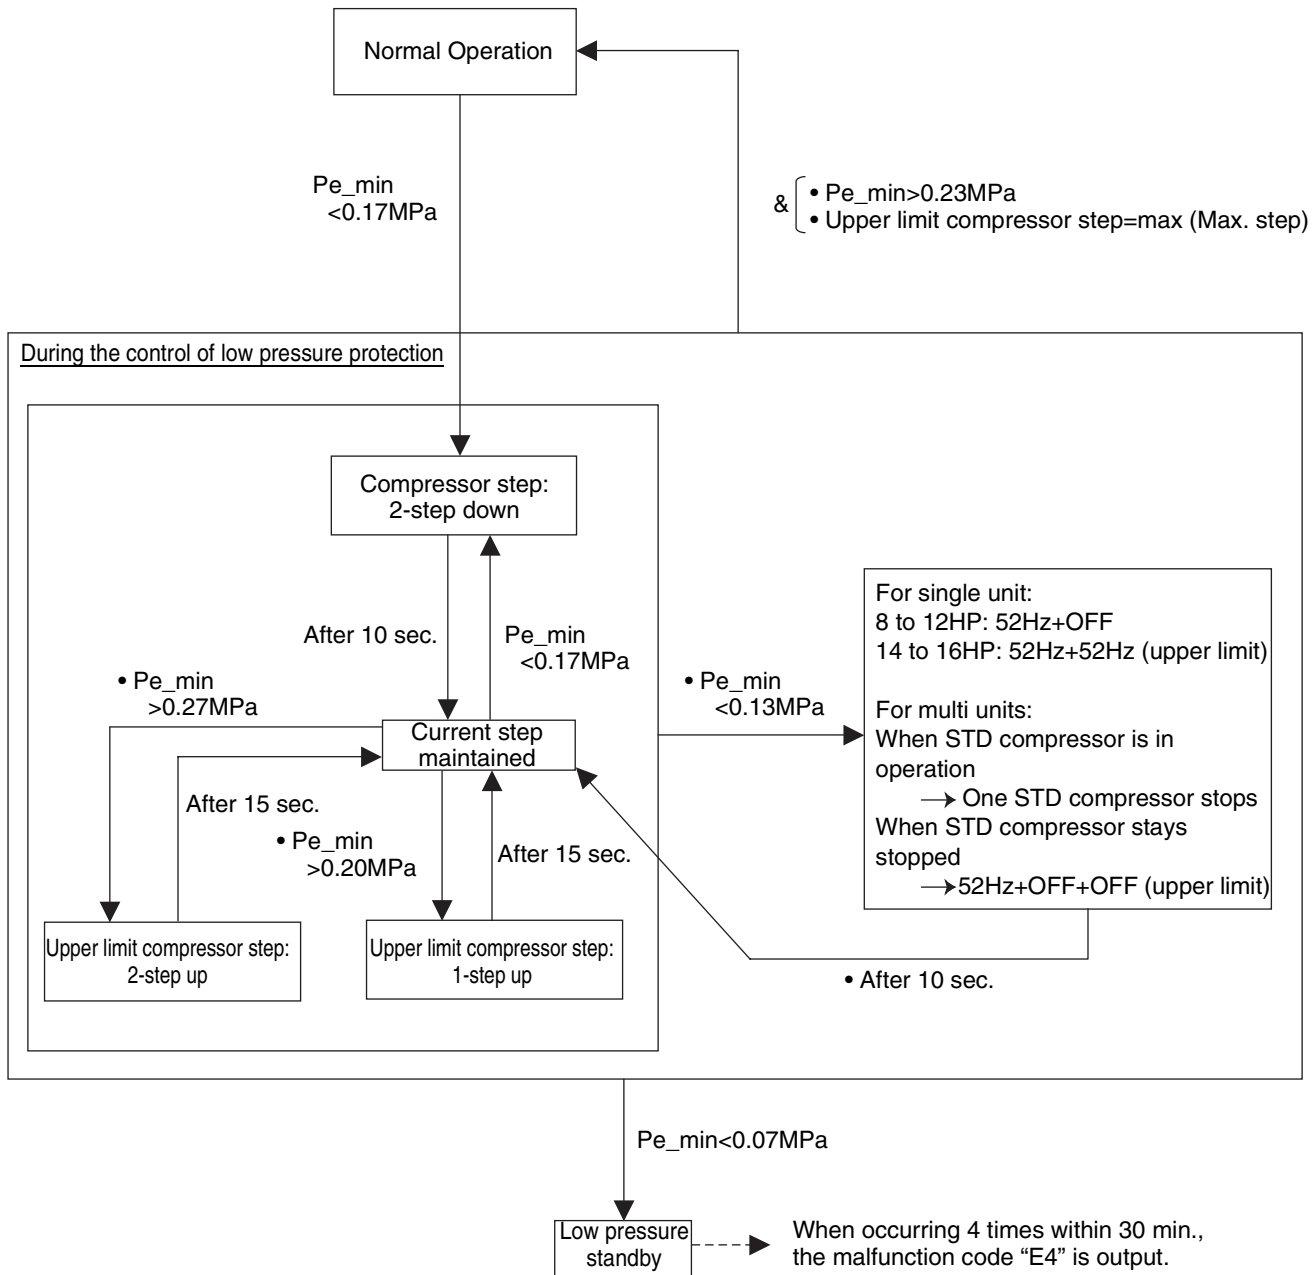 Normal Operation
Pe_min
<0.17MPa
& • Pe_min>0.23MPa
• Upper limit compressor step=max (Max. step)
During the control of low pressure protection
Compressor step:
2-step down
After 10 sec.
Pe_min
<0.17MPa
• Pe_min
>0.27MPa
Current step
maintained
After 15 sec.
• Pe_min
>0.20MPa
After 15 sec.
Upper limit compressor step:
2-step up
Upper limit compressor step:
1-step up
• Pe_min
<0.13MPa
For single unit:
8 to 12HP: 52Hz+OFF
14 to 16HP: 52Hz+52Hz (upper limit)
For multi units:
When STD compressor is in
operation
→ One STD compressor stops
When STD compressor stays
stopped
→ 52Hz+OFF+OFF (upper limit)
• After 10 sec.
Pe_min<0.07MPa
Low pressure
standby
When occurring 4 times within 30 min.,
the malfunction code “E4” is output.